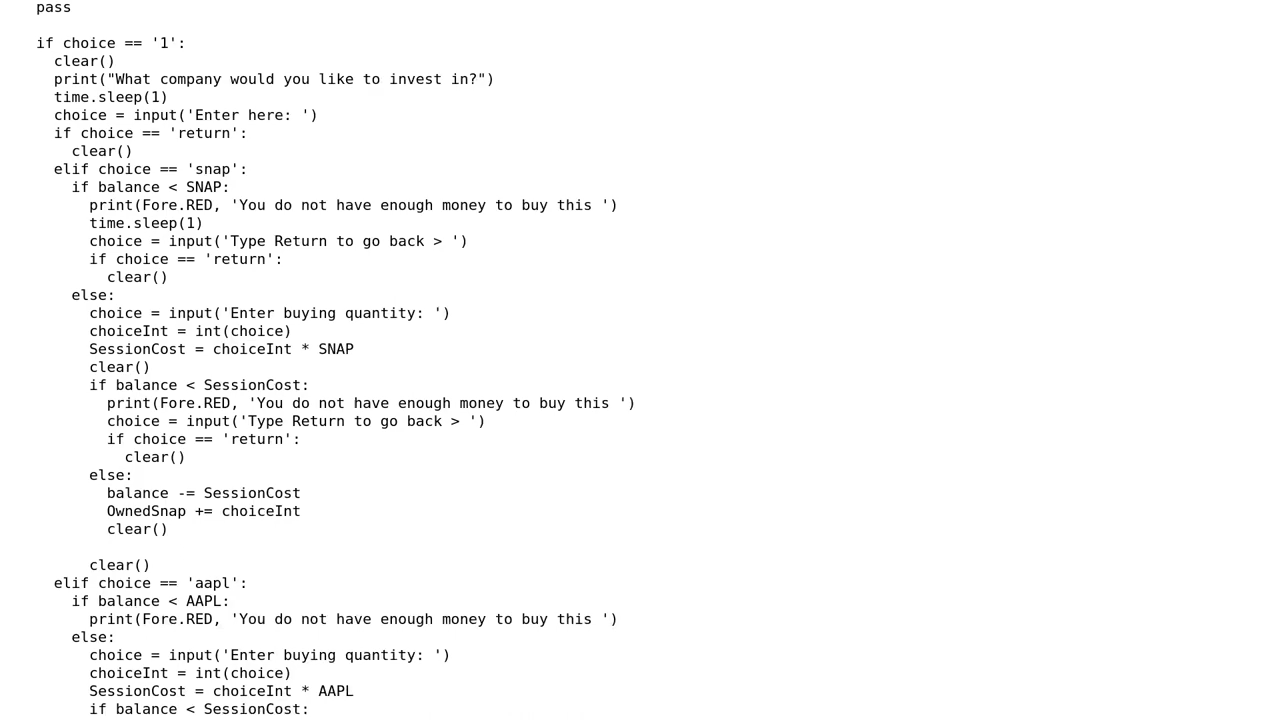 pass
if choice == '1':
clear()
print("What company would you like to invest in?")
time.sleep(1)
choice = input('Enter here: ')
if choice == 'return':
clear()
elif choice == 'snap':
if balance < SNAP:
print(Fore.RED, 'You do not have enough money to buy this ')
time.sleep(1)
choice = input('Type Return to go back > ')
if choice == 'return':
clear()
else:
choice = input('Enter buying quantity: ')
choiceInt = int(choice)
SessionCost = choiceInt * SNAP
clear()
if balance < SessionCost:
print(Fore.RED, 'You do not have enough money to buy this ')
choice = input('Type Return to go back > ')
if choice == 'return':
clear()
else:
balance -= SessionCost
OwnedSnap += choiceInt
clear()
clear()
elif choice == 'aapl':
if balance < AAPL:
print(Fore.RED, 'You do not have enough money to buy this ')
else:
choice = input('Enter buying quantity: ')
choiceInt = int(choice)
SessionCost = choiceInt * AAPL
if balance < SessionCost: